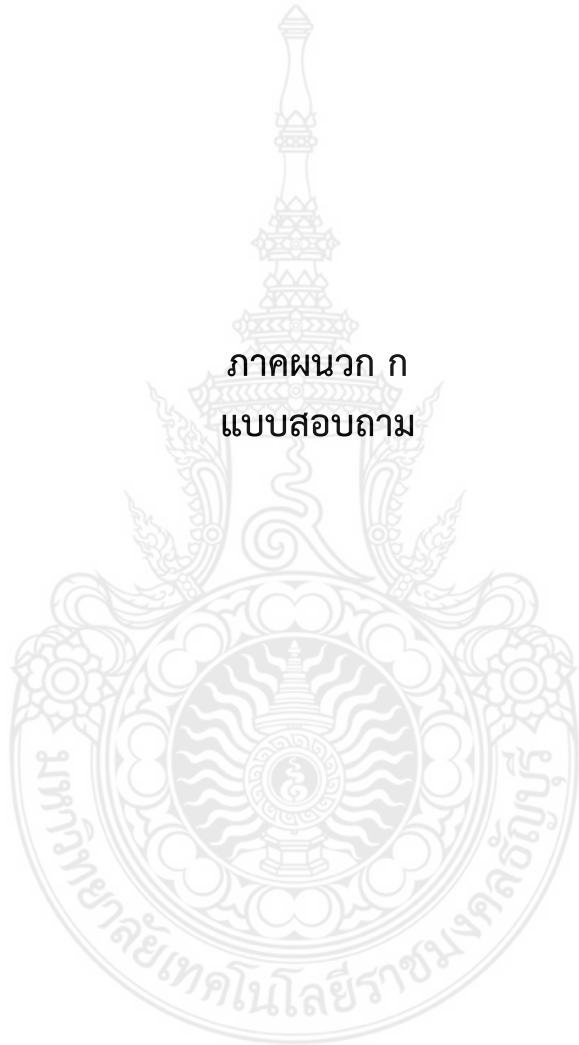 ภาคผนวก ก
แบบสอบถาม
มหาวิทยาลัยเทคโนโลยีราชมงคลธัญบุรี